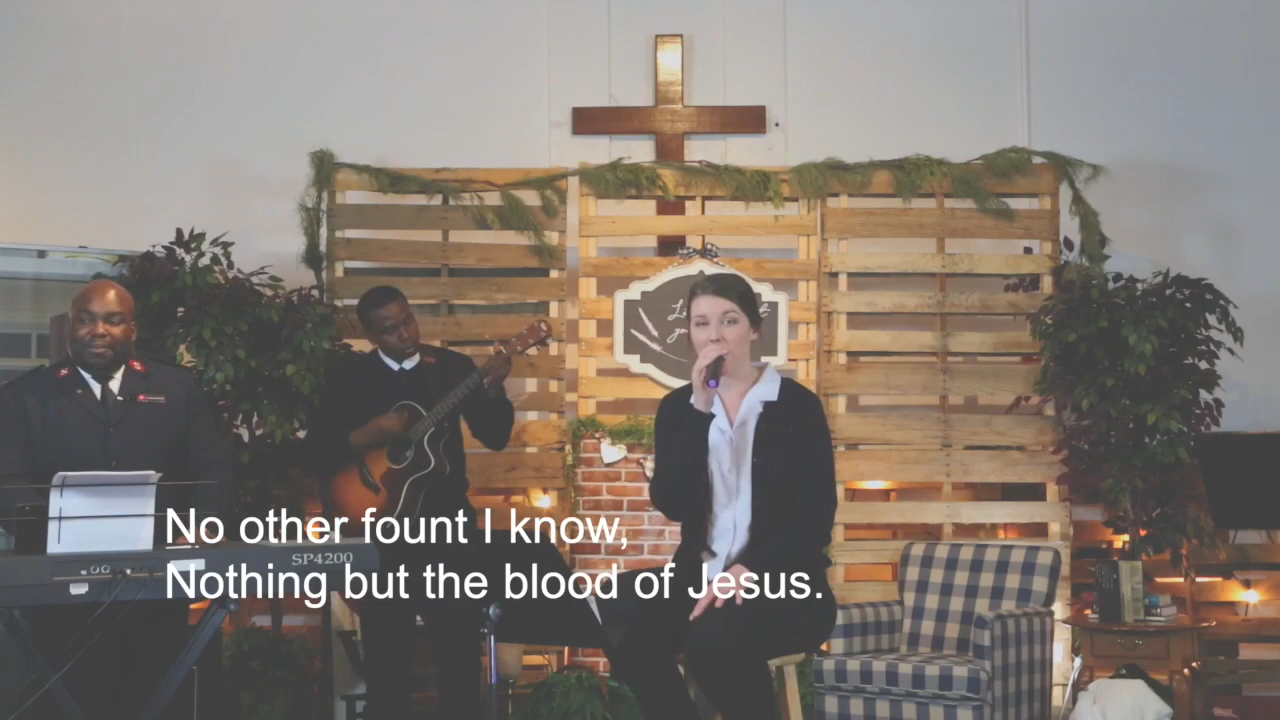 SP4200
No other fount I know,
Nothing but the blood of Jesus.